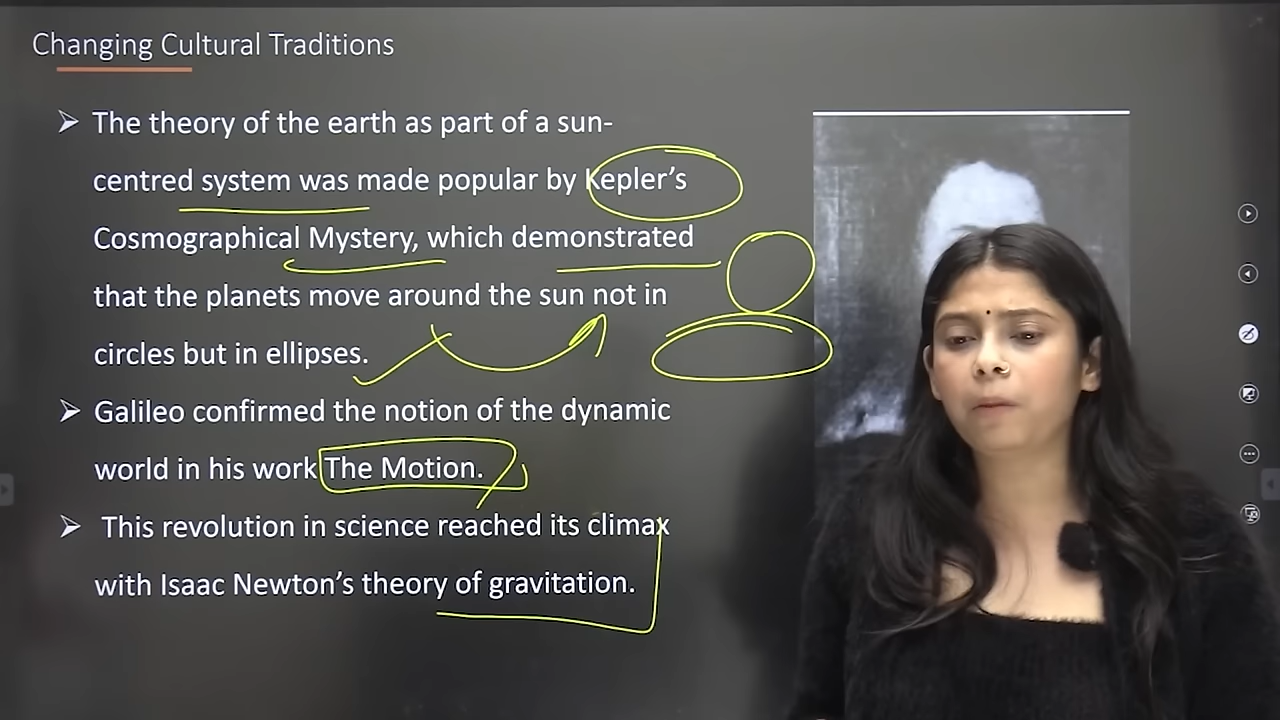 Changing Cultural Traditions
➢ The theory of the earth as part of a sun-
centred system was made popular by Kepler’s
Cosmographical Mystery, which demonstrated
that the planets move around the sun not in
circles but in ellipses.
➢ Galileo confirmed the notion of the dynamic
world in his work The Motion.
➢ This revolution in science reached its climax
with Isaac Newton’s theory of gravitation.